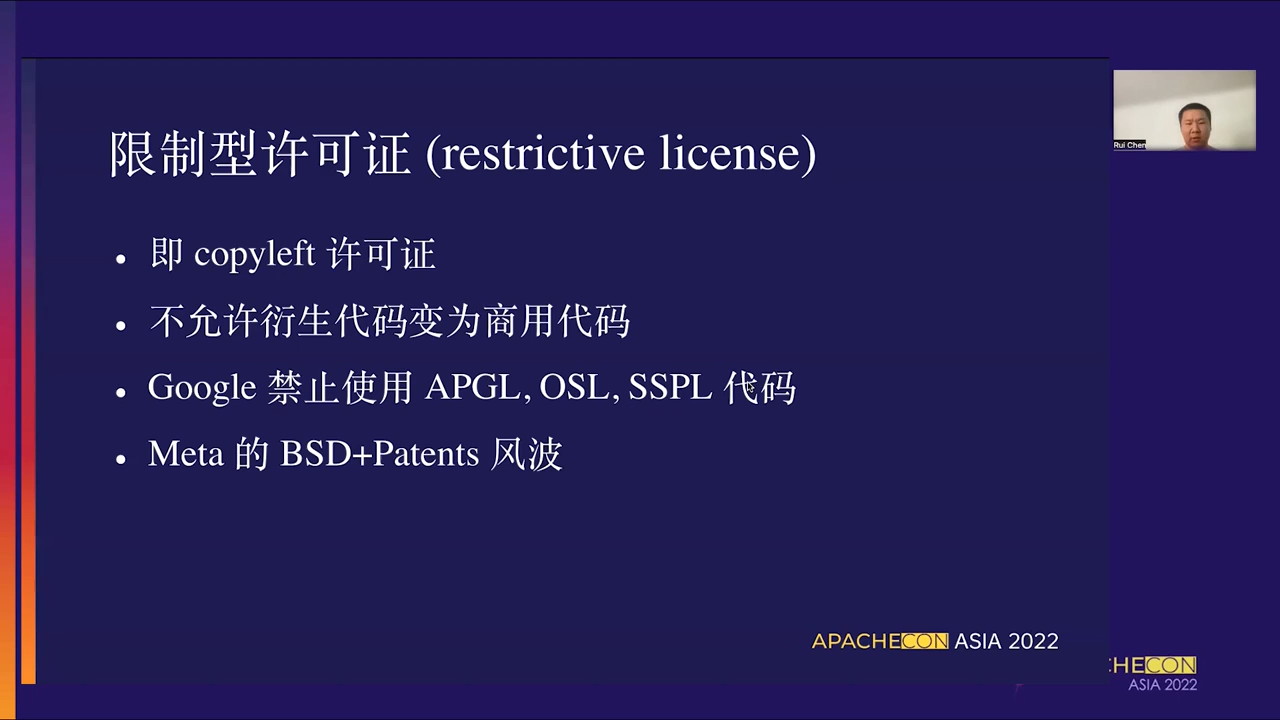 限制型许可证 (restrictive license)
• 即 copyleft 许可证
• 不允许衍生代码变为商用代码
• Google 禁止使用 APGL, OSL, SSPL 代码
• Meta 的 BSD+Patents 风波
APACHECON ASIA 2022
Rui Chen
CHECON
ASIA 2022